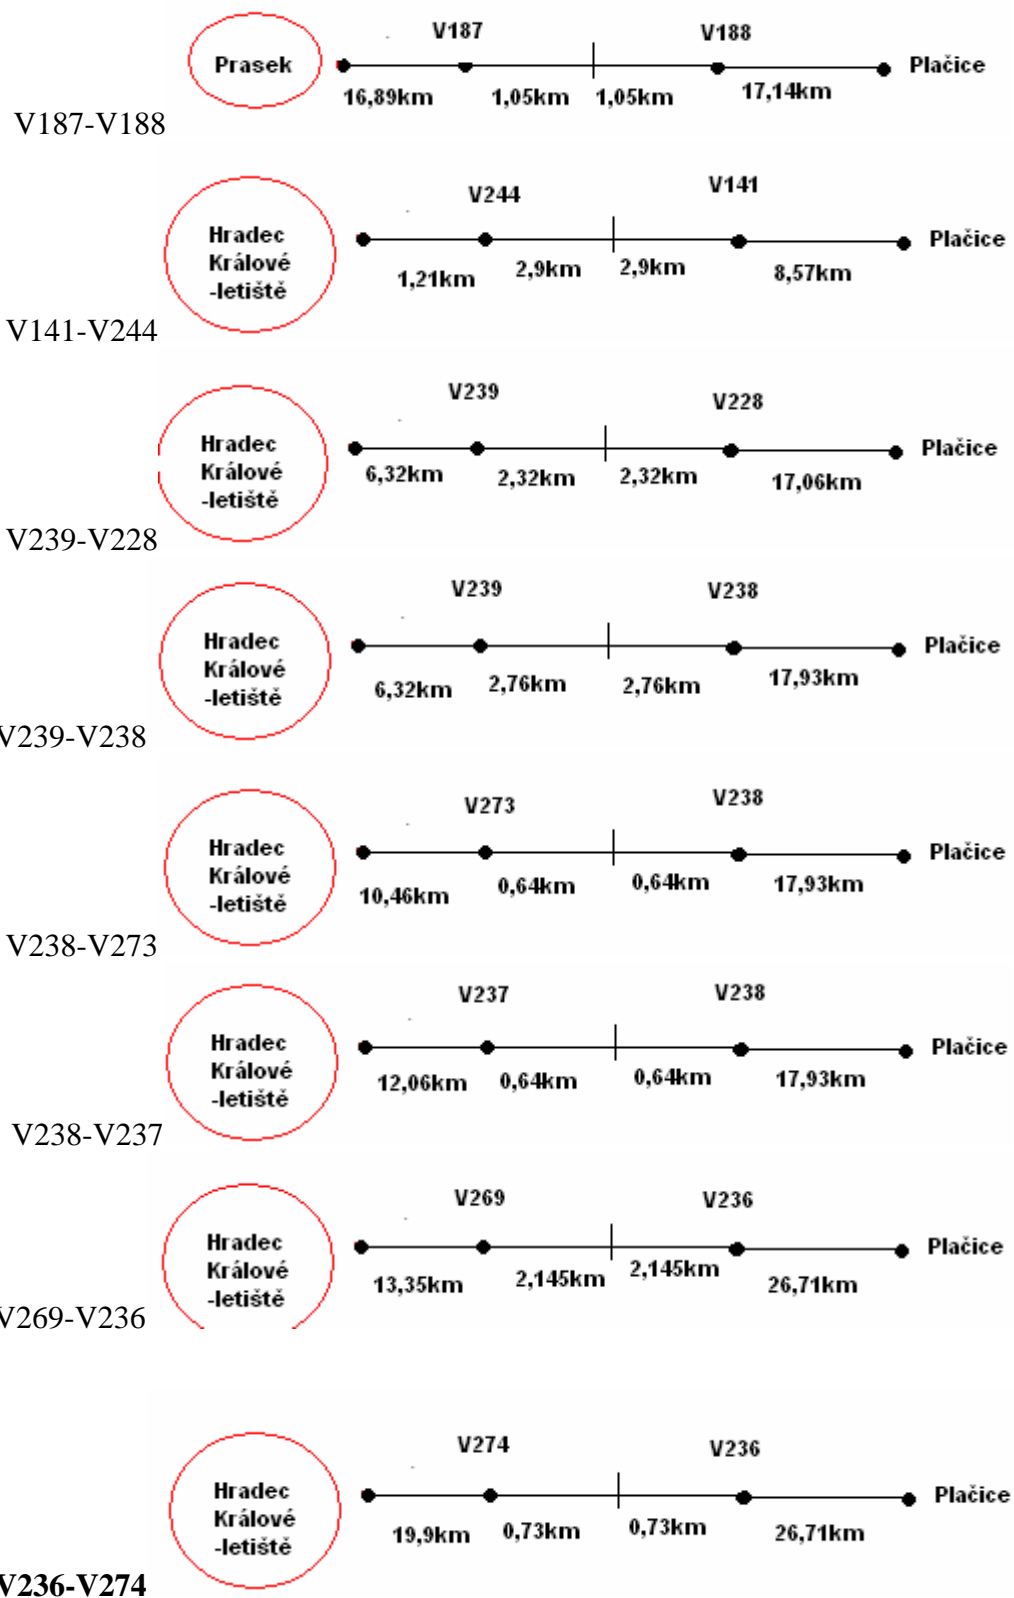 V187 V188
Prasek Plačice
16,89km 1,05km 1,05km 17,14km
V187-V188
V244 V141
Hradec
Králové
-letiště
Plačice
1,21km 2,9km 2,9km 8,57km
V141-V244
V239 V228
Hradec
Králové
-letiště
Plačice
6,32km 2,32km 2,32km 17,06km
V239-V228
V239 V238
Hradec
Králové
-letiště
Plačice
6,32km 2,76km 2,76km 17,93km
V239-V238
V273 V238
Hradec
Králové
-letiště
Plačice
10,46km 0,64km 0,64km 17,93km
V238-V273
V237 V238
Hradec
Králové
-letiště
Plačice
12,06km 0,64km 0,64km 17,93km
V238-V237
V269 V236
Hradec
Králové
-letiště
Plačice
13,35km 2,145km 2,145km 26,71km
V269-V236
V274 V236
Hradec
Králové
-letiště
Plačice
19,9km 0,73km 0,73km 26,71km
V236-V274